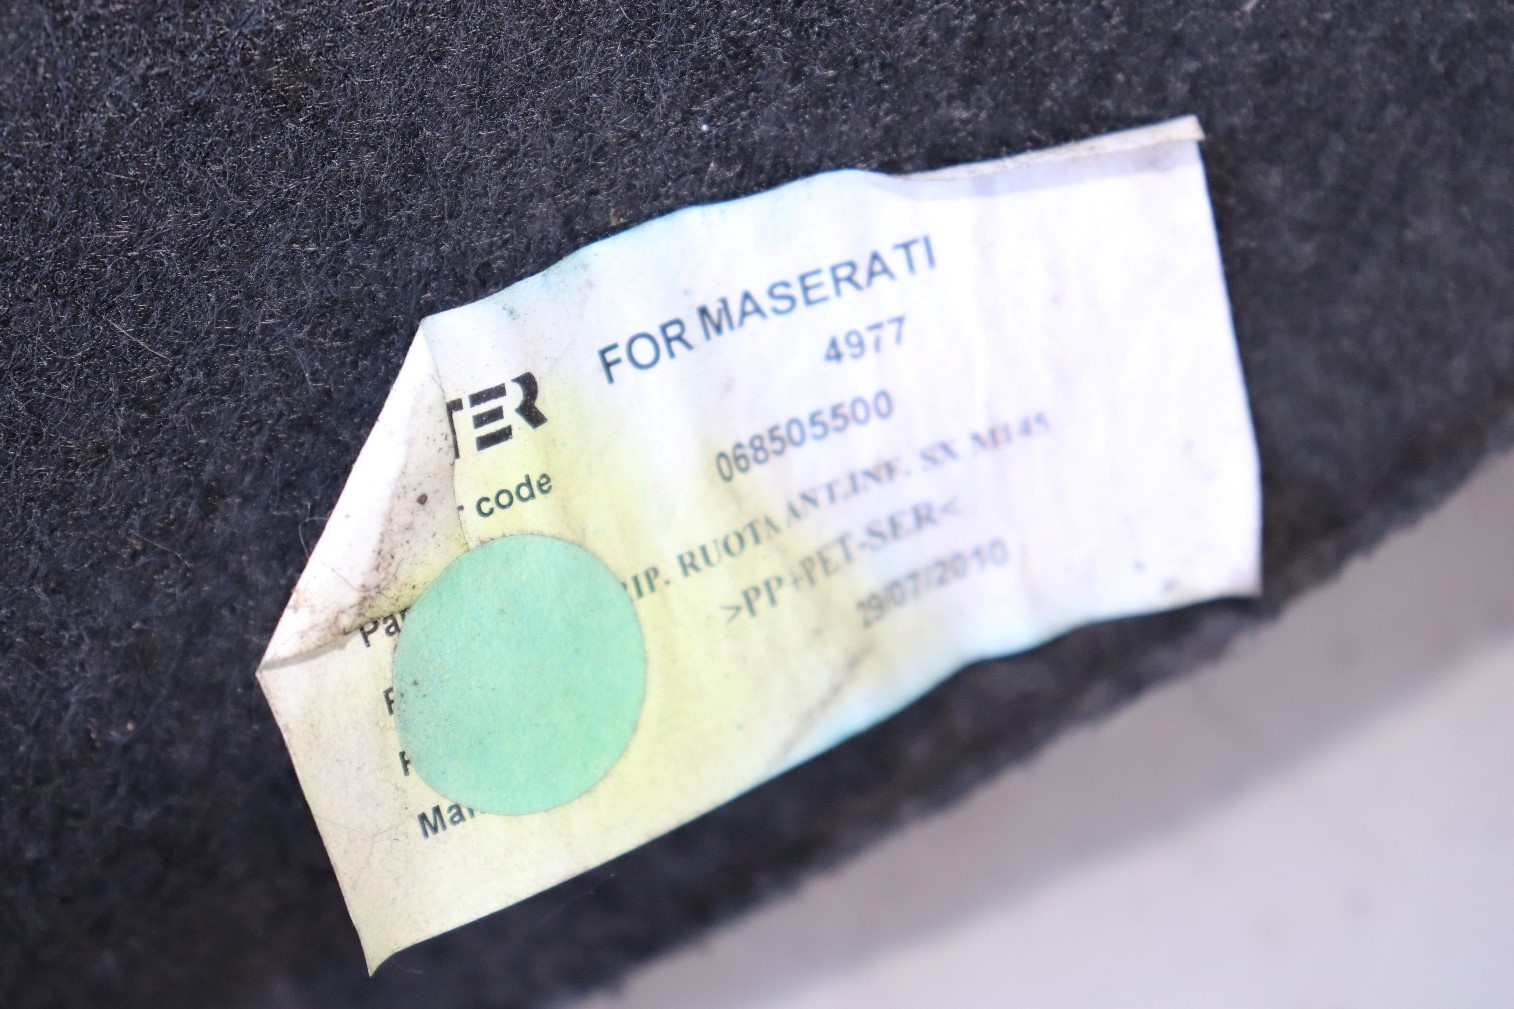 FOR MASERATI
TER 4977
code 068505500
RIP. RUOTA ANT.INF. SX M145
>PP+PET-SER<
29/07/2010